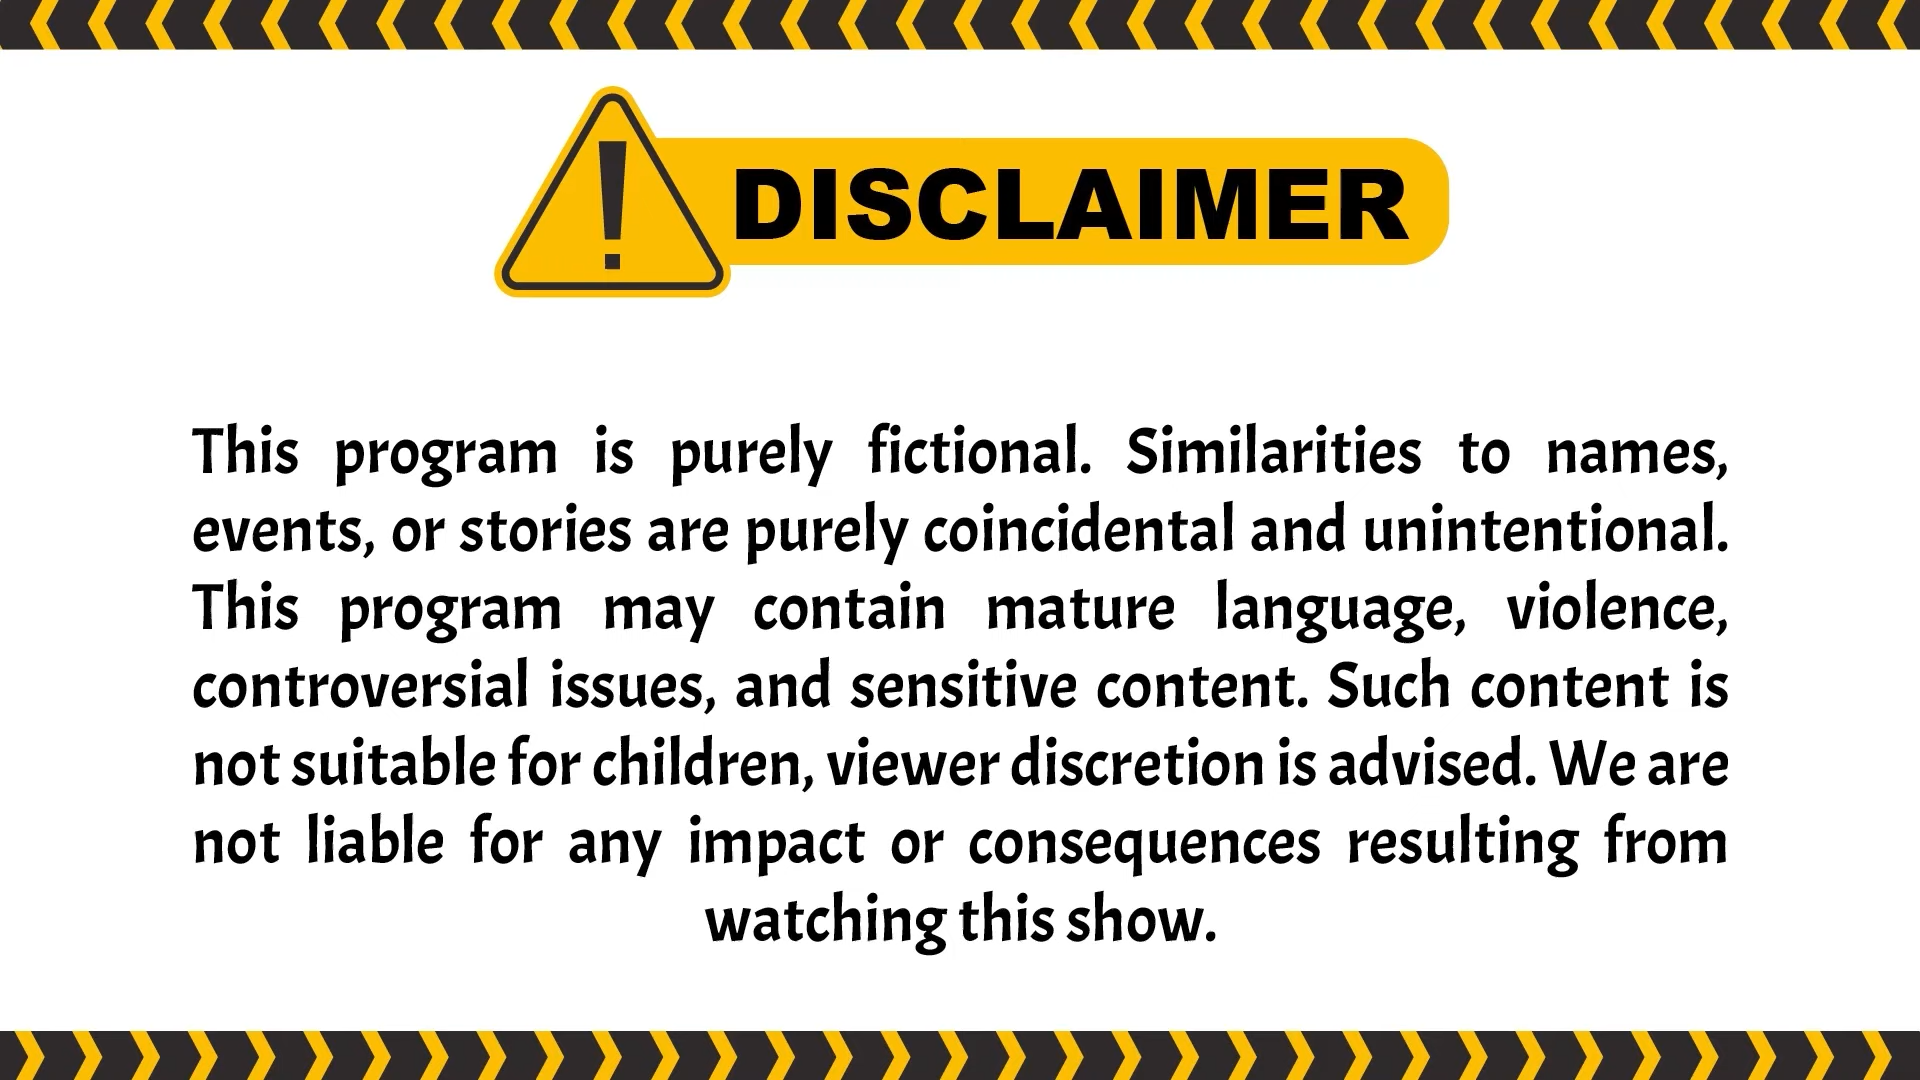 DISCLAIMER
This program is purely fictional. Similarities to names,
events, or stories are purely coincidental and unintentional.
This program may contain mature language, violence,
controversial issues, and sensitive content. Such content is
not suitable for children, viewer discretion is advised. We are
not liable for any impact or consequences resulting from
watching this show.